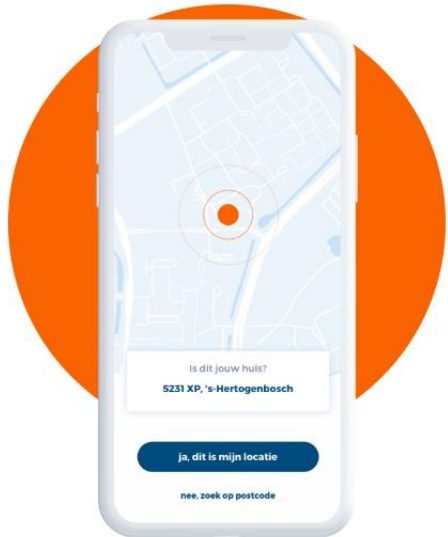 Is dit jouw huis?
5231 XP, 's-Hertogenbosch
ja, dit is mijn locatie
nee, zoek op postcode